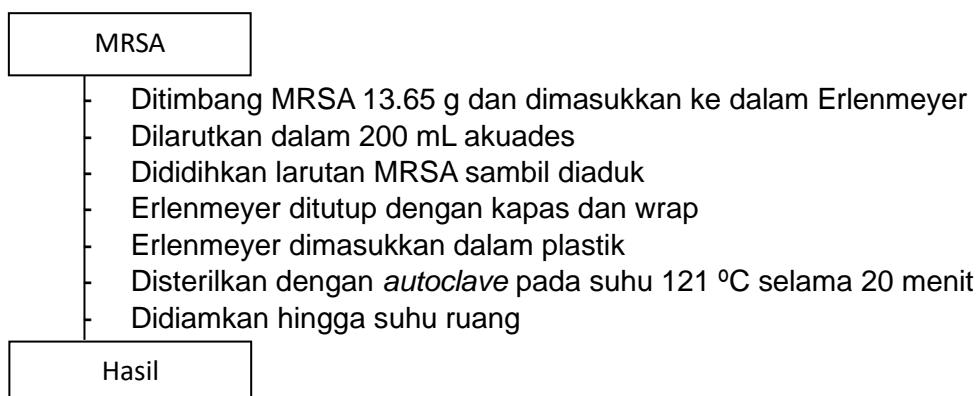 MRSA
- Ditimbang MRSA 13.65 g dan dimasukkan ke dalam Erlenmeyer
- Dilarutkan dalam 200 mL akuades
- Dididihkan larutan MRSA sambil diaduk
- Erlenmeyer ditutup dengan kapas dan wrap
- Erlenmeyer dimasukkan dalam plastik
- Disterilkan dengan autoclave pada suhu 121 ⁰C selama 20 menit
- Didiamkan hingga suhu ruang
Hasil